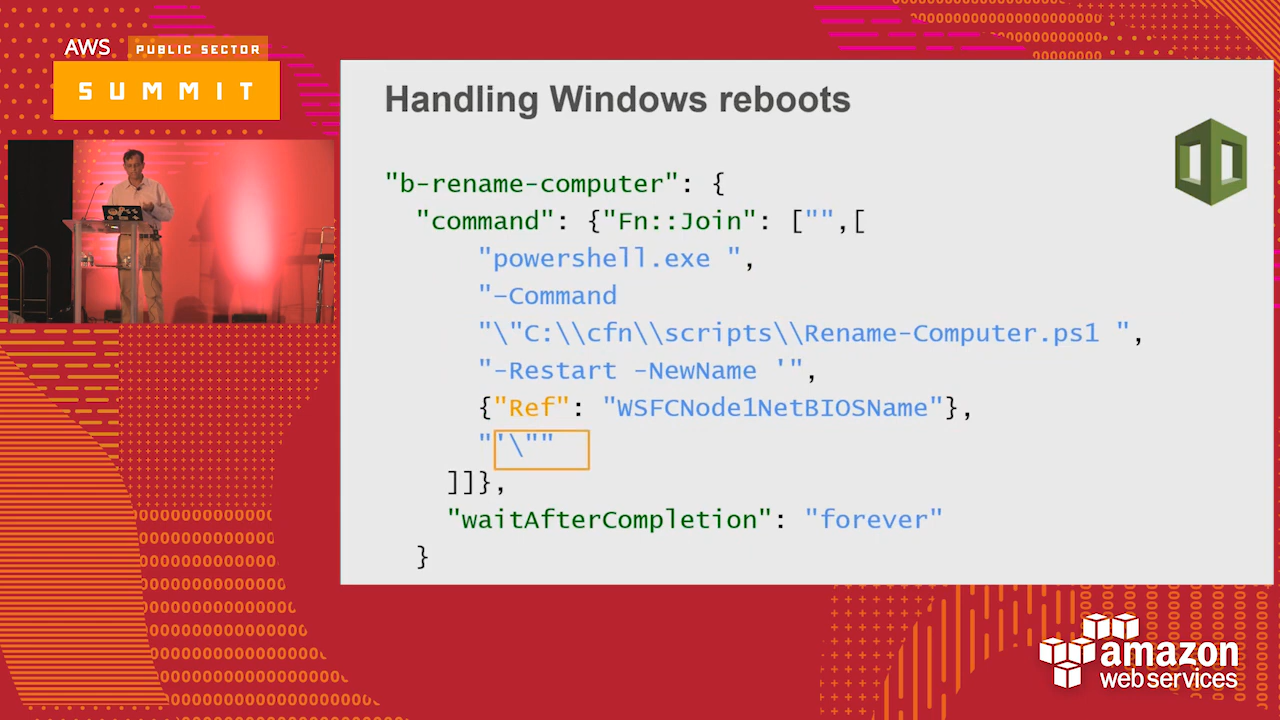 AWS PUBLIC SECTOR
SUMMIT
Handling Windows reboots
"b-rename-computer": {
"command": {"Fn::Join": ["",[
"powershell.exe ",
"-Command
"\"C:\\cfn\\scripts\\Rename-Computer.ps1 ",
"-Restart -NewName '",
{"Ref": "WSFCNode1NetBIOSName"},
"'\""
]]},
"waitAfterCompletion": "forever"
}
amazon
web services